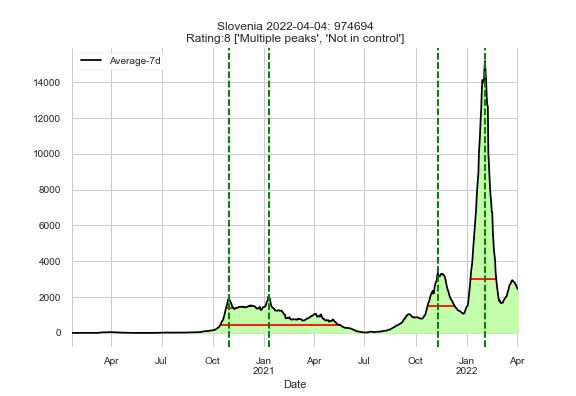 Slovenia 2022-04-04: 974694
Rating:8 ['Multiple peaks', 'Not in control']
Average-7d
14000
12000
10000
8000
6000
4000
2000
0
Apr Jul Oct Jan Apr Jul Oct Jan Apr
2021 2022
Date